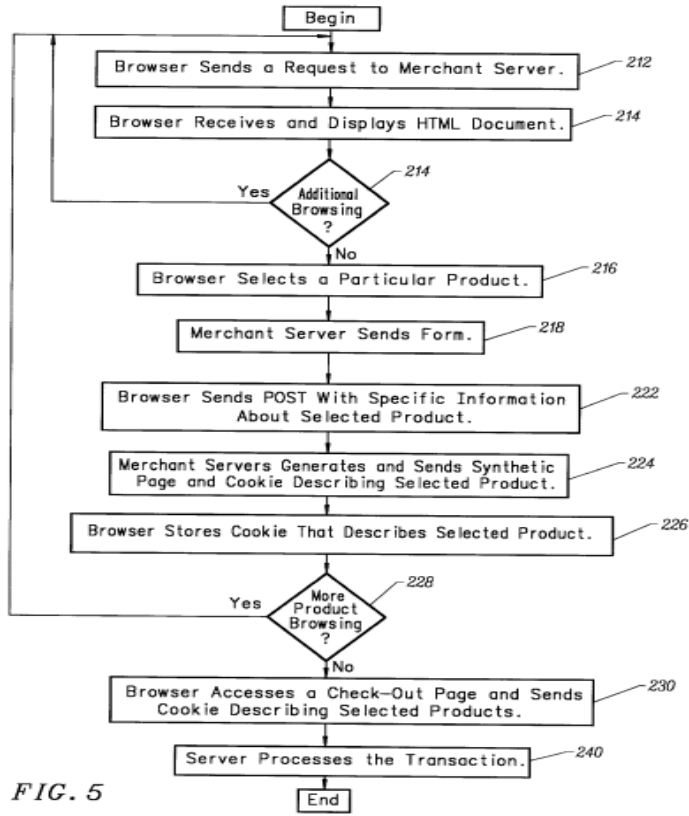 Begin
Browser Sends a Request to Merchant Server.
212
Browser Receives and Displays HTML Document.
214
214
Yes
Additional
Browsing
?
No
Browser Selects a Particular Product.
216
Merchant Server Sends Form.
218
Browser Sends POST With Specific Information
About Selected Product.
222
Merchant Servers Generates and Sends Synthetic
Page and Cookie Describing Selected Product.
224
Browser Stores Cookie That Describes Selected Product.
226
228
Yes
More
Product
Browsing
?
No
Browser Accesses a Check-Out Page and Sends
Cookie Describing Selected Products.
230
Server Processes the Transaction.
240
FIG. 5
End